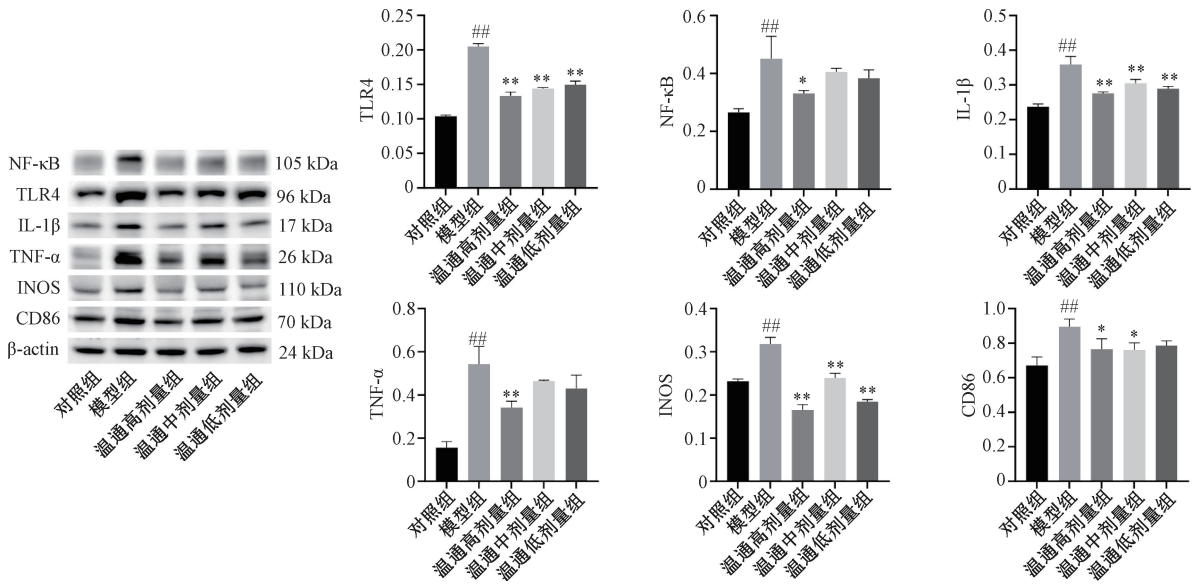 NF-κB 105 kDa
TLR4 96 kDa
IL-1β 17 kDa
TNF-α 26 kDa
INOS 110 kDa
CD86 70 kDa
β-actin 24 kDa
对照组
模型组
温通高剂量组
温通中剂量组
温通低剂量组
TLR4
0.25
0.20
0.15
0.10
0.05
0
##
**
**
**
对照组
模型组
温通高剂量组
温通中剂量组
温通低剂量组
NF-κB
0.6
0.4
0.2
0
##
*
对照组
模型组
温通高剂量组
温通中剂量组
温通低剂量组
IL-1β
0.5
0.4
0.3
0.2
0.1
0
##
**
**
**
对照组
模型组
温通高剂量组
温通中剂量组
温通低剂量组
TNF-α
0.8
0.6
0.4
0.2
0
##
**
对照组
模型组
温通高剂量组
温通中剂量组
温通低剂量组
INOS
0.4
0.3
0.2
0.1
0
##
**
**
**
对照组
模型组
温通高剂量组
温通中剂量组
温通低剂量组
CD86
1.0
0.8
0.6
0.4
0.2
0
##
*
*
对照组
模型组
温通高剂量组
温通中剂量组
温通低剂量组